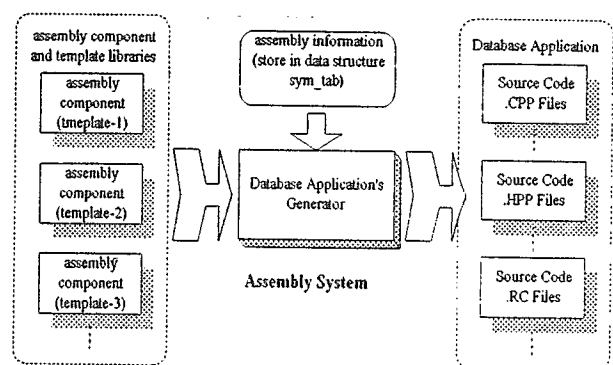 assembly component
and template libraries
assembly
component
(tmeplate-1)
assembly
component
(template-2)
assembly
component
(template-3)
assembly information
(store in data structure
sym_tab)
Database Application's
Generator
Assembly System
Database Application
Source Code
.CPP Files
Source Code
.HPP Files
Source Code
.RC Files